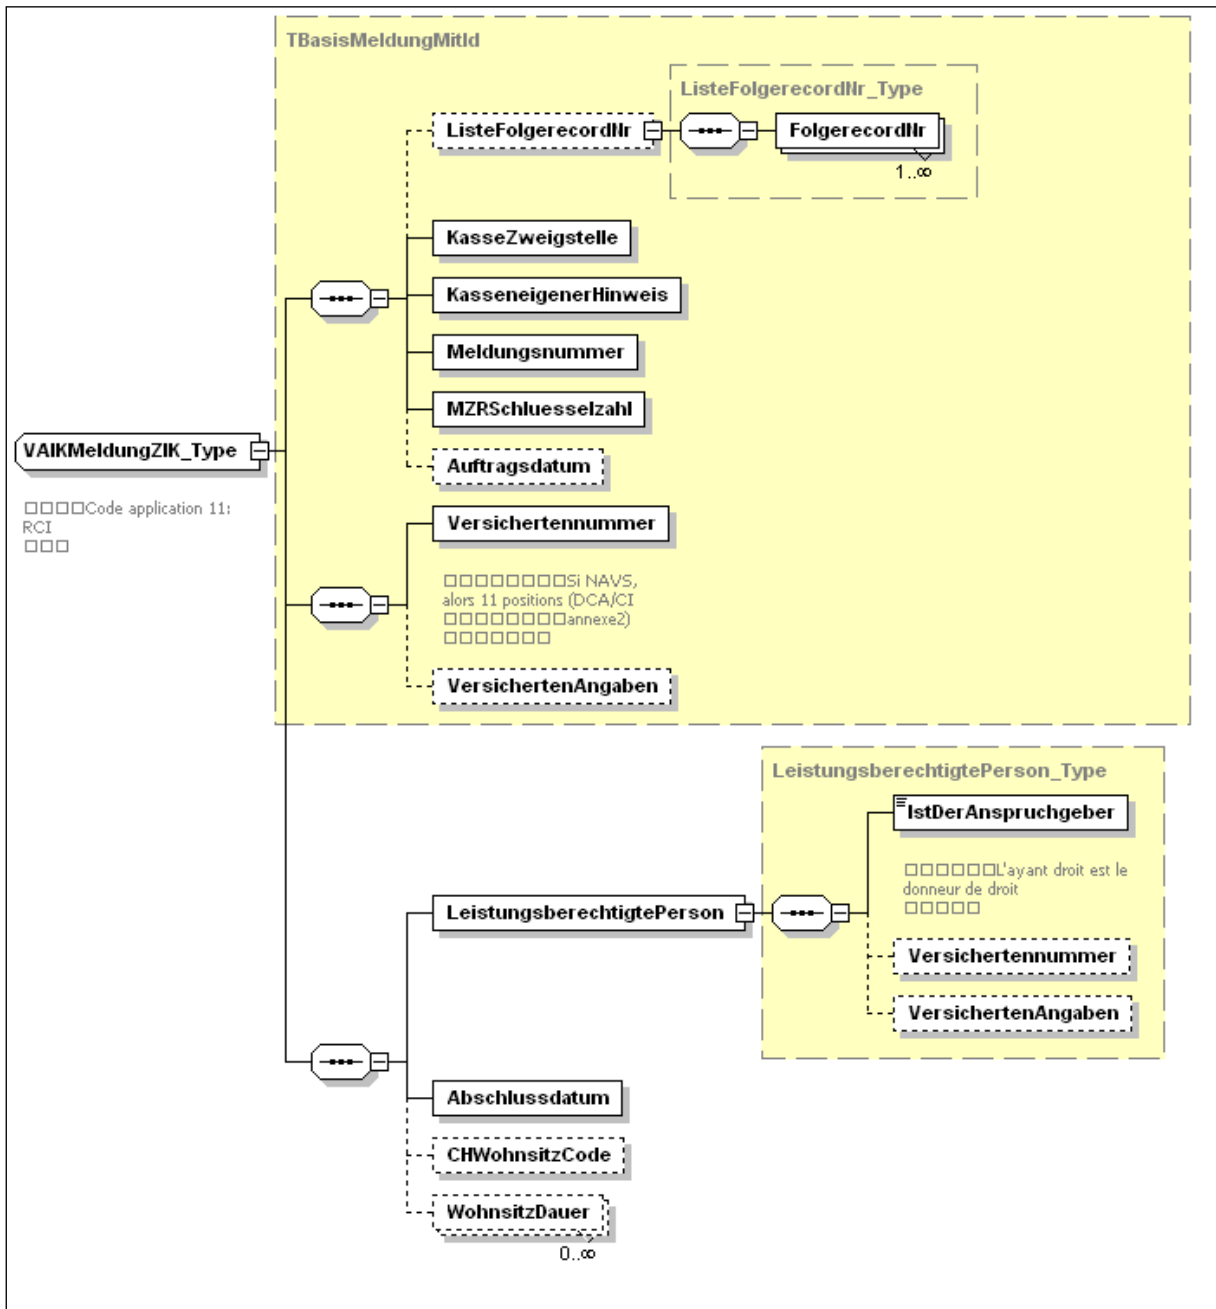 TBasisMeldungMitId
ListeFolgerecordNr_Type
ListeFolgerecordNr
FolgerecordNr
1..∞
KasseZweigstelle
KasseneigenerHinweis
Meldungsnummer
MZRSchluesselzahl
Auftragsdatum
VAIKMeldungZIK_Type
□□□□Code application 11:
RCI
□□□
Versichertennummer
□□□□□□□□Si NAVS,
alors 11 positions (DCA/CI
□□□□□□□□annexe2)
□□□□□□□
VersichertenAngaben
LeistungsberechtigtePerson_Type
IstDerAnspruchgeber
□□□□□□L'ayant droit est le
donneur de droit
□□□□□
LeistungsberechtigtePerson
Versichertennummer
VersichertenAngaben
Abschlussdatum
CHWohnsitzCode
WohnsitzDauer
0..∞